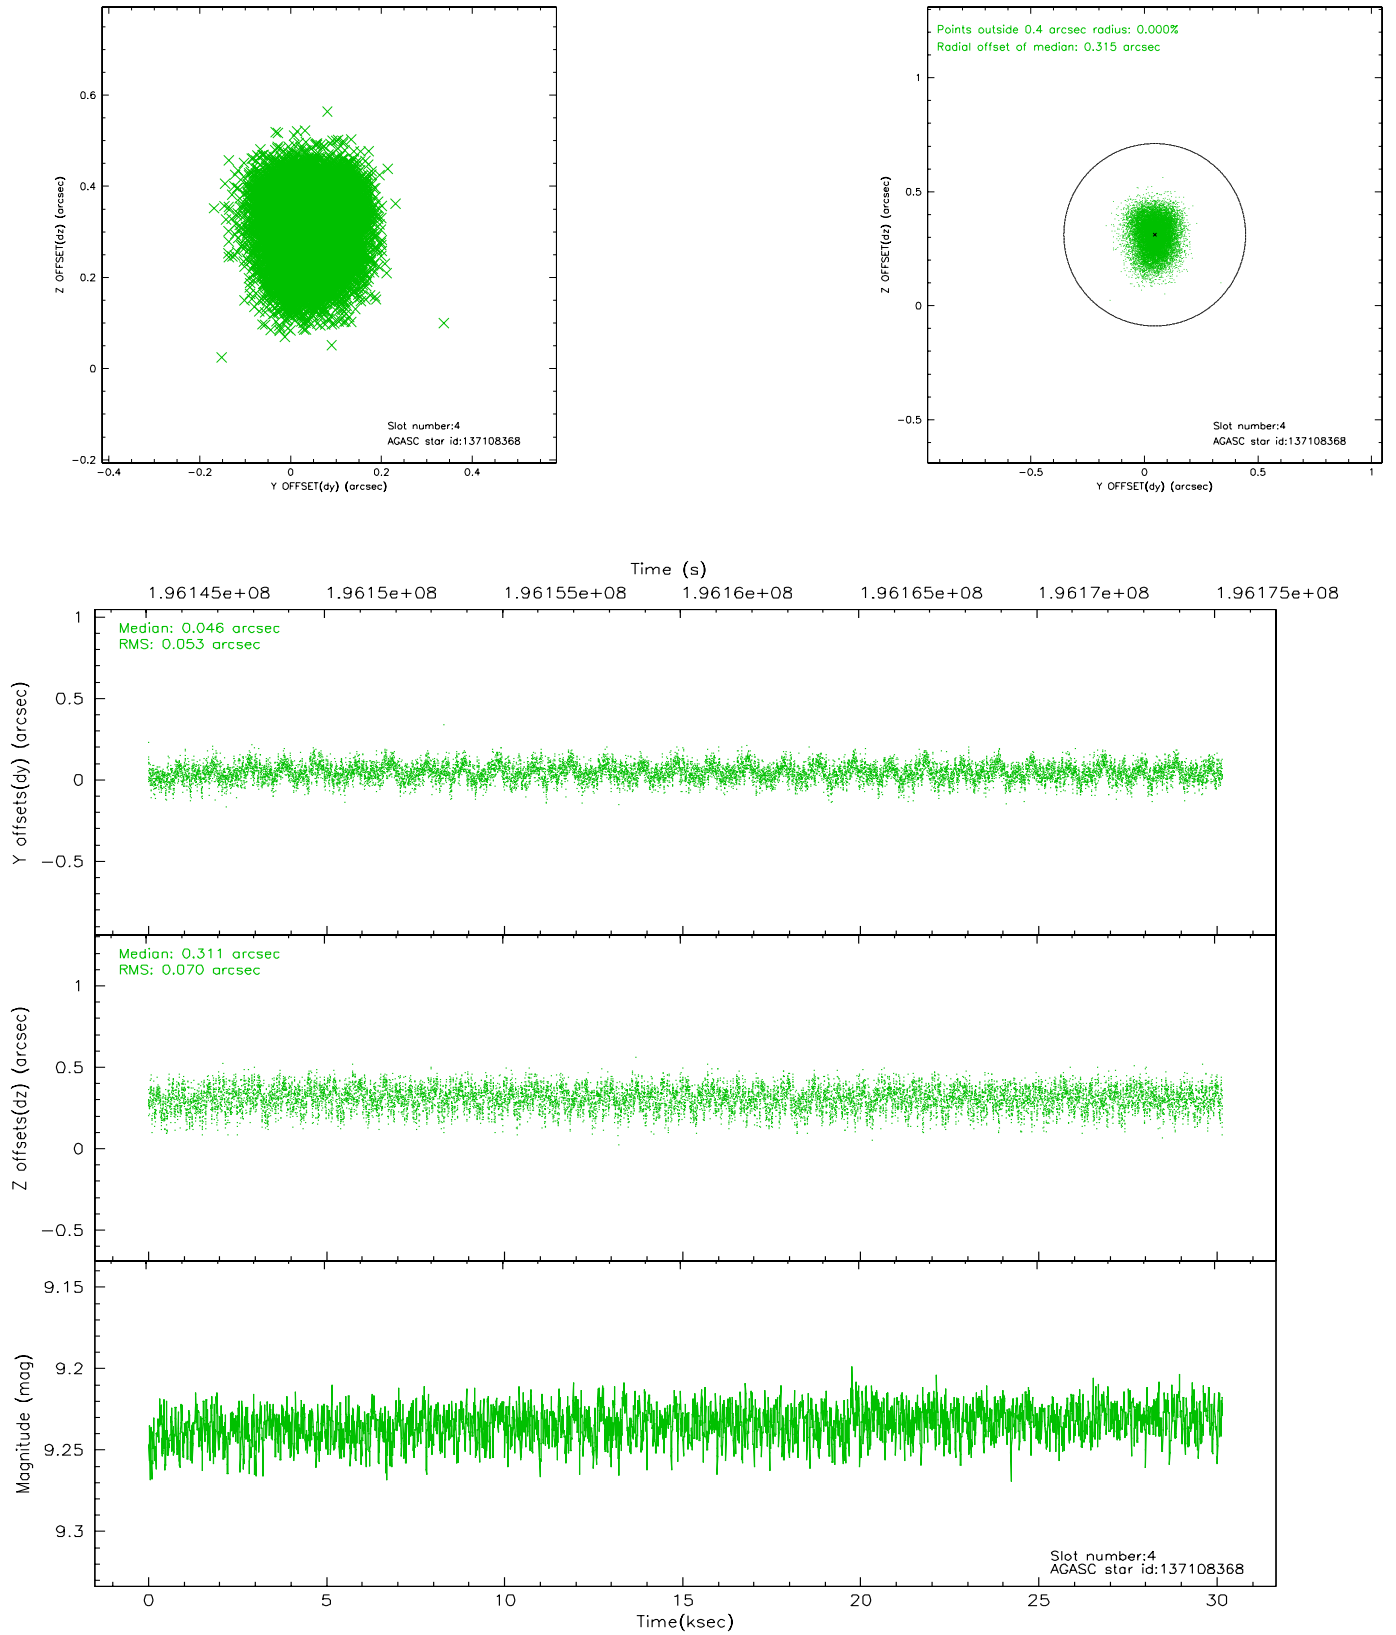 0.6
0.4
0.2
0
-0.2
Z OFFSET(dz) (arcsec)
Slot number:4
AGASC star id:137108368
-0.4 -0.2 0 0.2 0.4
Y OFFSET(dy) (arcsec)
Points outside 0.4 arcsec radius: 0.000%
Radial offset of median: 0.315 arcsec
1
0.5
0
-0.5
Z OFFSET(dz) (arcsec)
Slot number:4
AGASC star id:137108368
-0.5 0 0.5 1
Y OFFSET(dy) (arcsec)
Time (s)
1.96145e+08 1.9615e+08 1.96155e+08 1.9616e+08 1.96165e+08 1.9617e+08 1.96175e+08
Median: 0.046 arcsec
RMS: 0.053 arcsec
1
0.5
0
-0.5
Y offsets(dy) (arcsec)
Median: 0.311 arcsec
RMS: 0.070 arcsec
1
0.5
0
-0.5
Z offsets(dz) (arcsec)
9.15
9.2
9.25
9.3
Magnitude (mag)
Slot number:4
AGASC star id:137108368
0 5 10 15 20 25 30
Time(ksec)